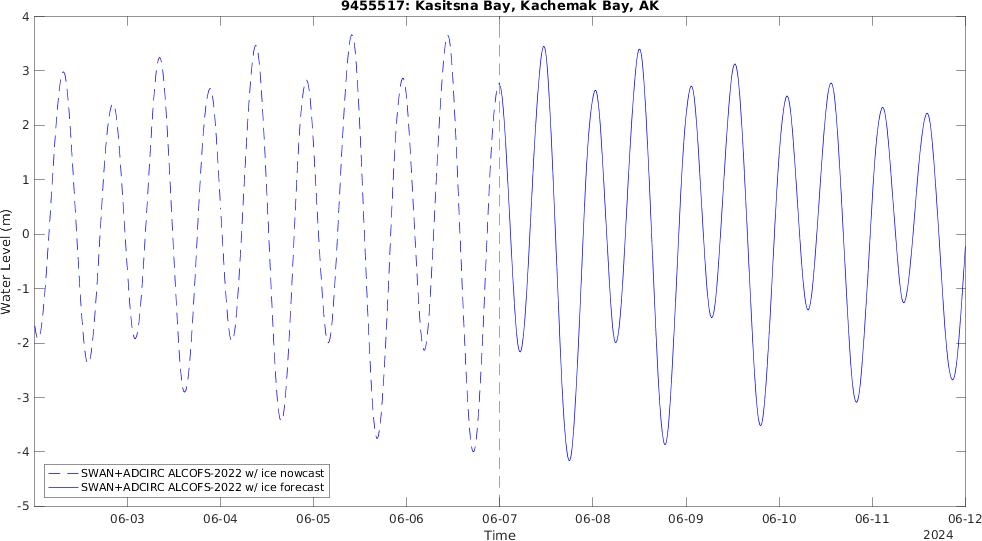 9455517: Kasitsna Bay, Kachemak Bay, AK
4
3
2
1
0
-1
-2
-3
-4
-5
Water Level (m)
SWAN+ADCIRC ALCOFS-2022 w/ ice nowcast
SWAN+ADCIRC ALCOFS-2022 w/ ice forecast
06-03 06-04 06-05 06-06 06-07 06-08 06-09 06-10 06-11 06-12
Time
2024